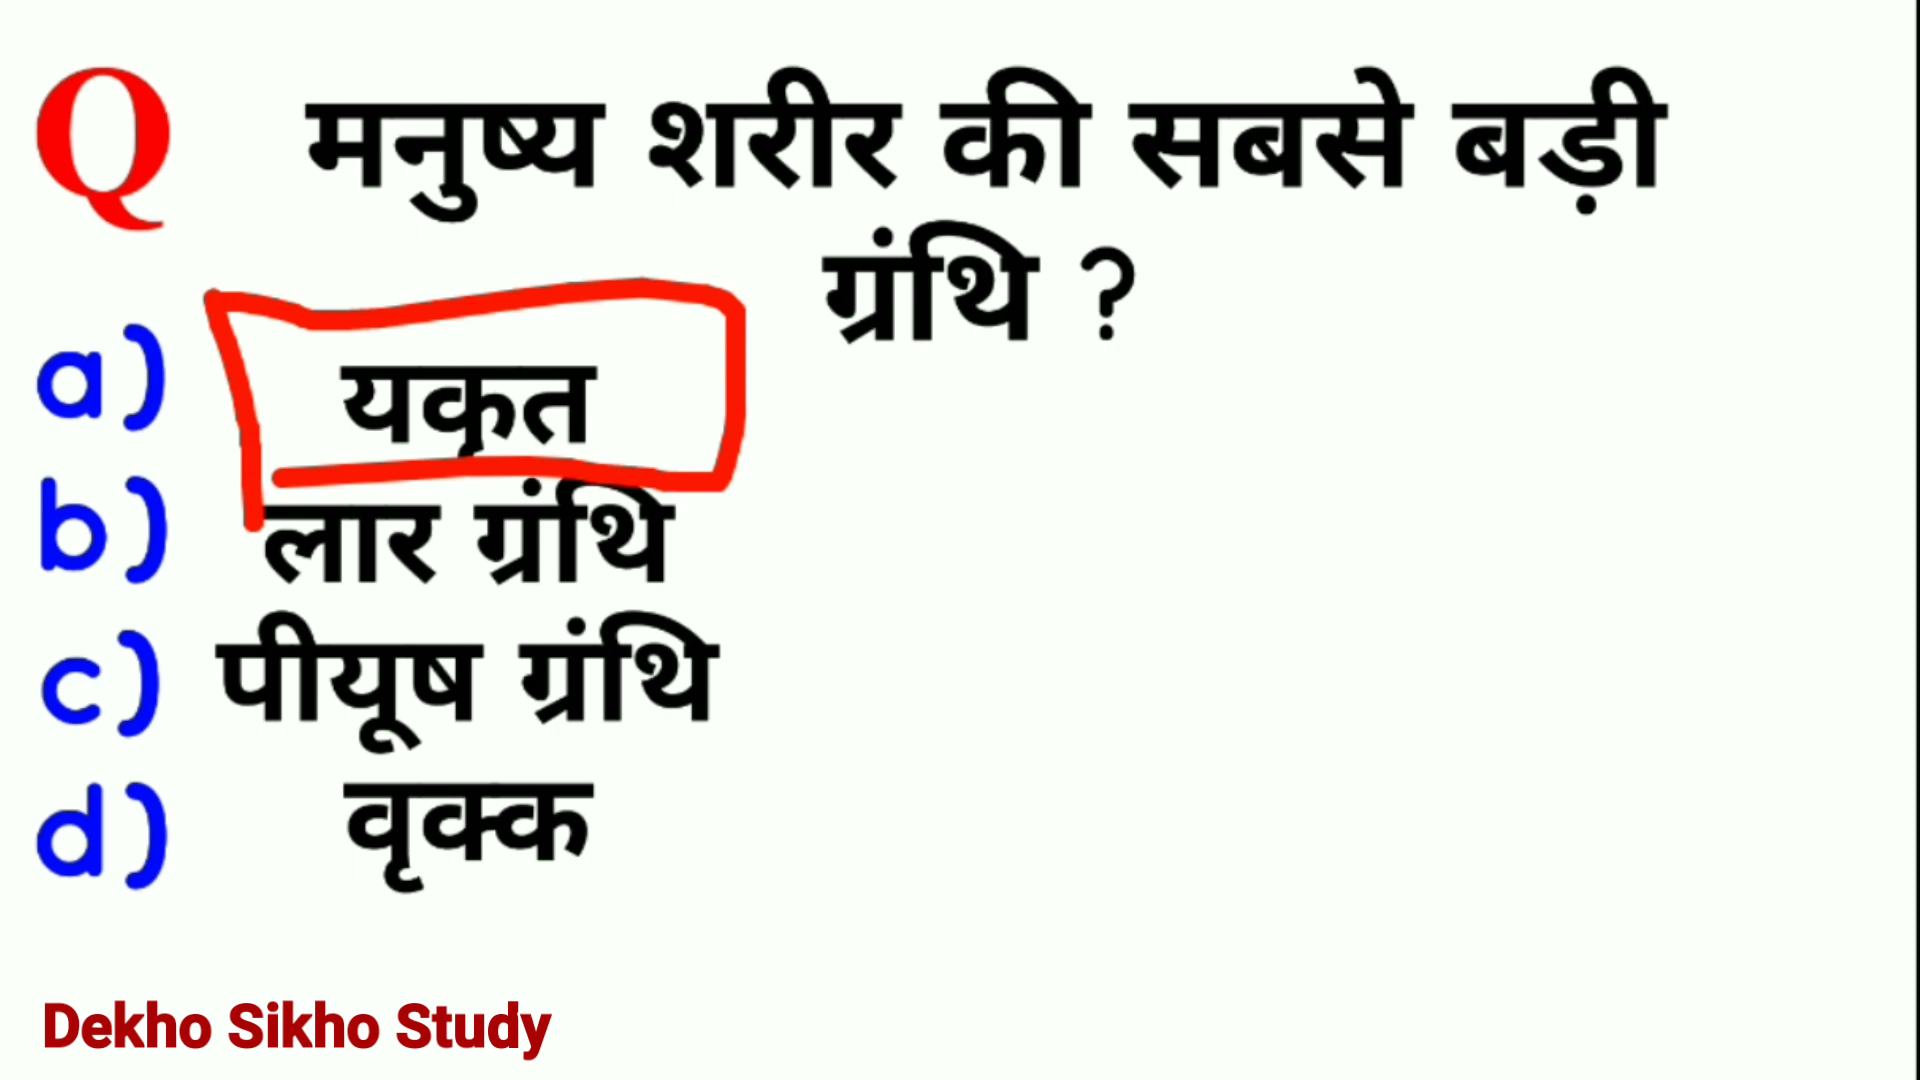 Q मनुष्य शरीर की सबसे बड़ी
ग्रंथि ?
a) यकृत
b) लार ग्रंथि
c) पीयूष ग्रंथि
d) वृक्क
Dekho Sikho Study